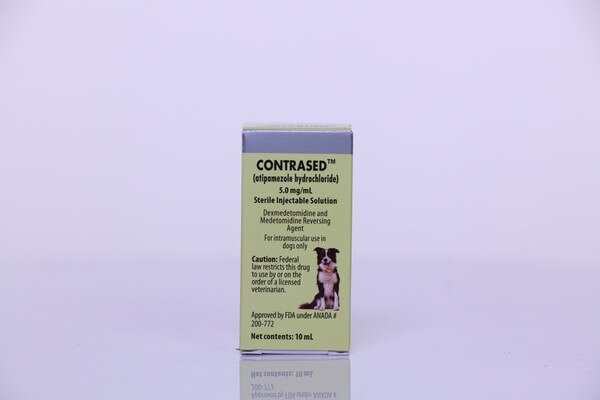 CONTRASED™
(atipamezole hydrochloride)
5.0 mg/mL
Sterile Injectable Solution
Dexmedetomidine and
Medetomidine Reversing
Agent
For intramuscular use in
dogs only
Caution: Federal
law restricts this drug
to use by or on the
order of a licensed
veterinarian.
Approved by FDA under ANADA #
200-772
Net contents: 10 mL